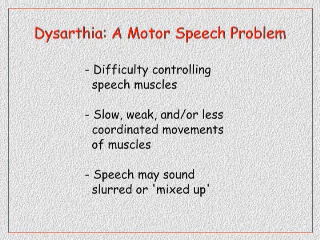 Dysarthia: A Motor Speech Problem
- Difficulty controlling
speech muscles
- Slow, weak, and/or less
coordinated movements
of muscles
- Speech may sound
slurred or 'mixed up'